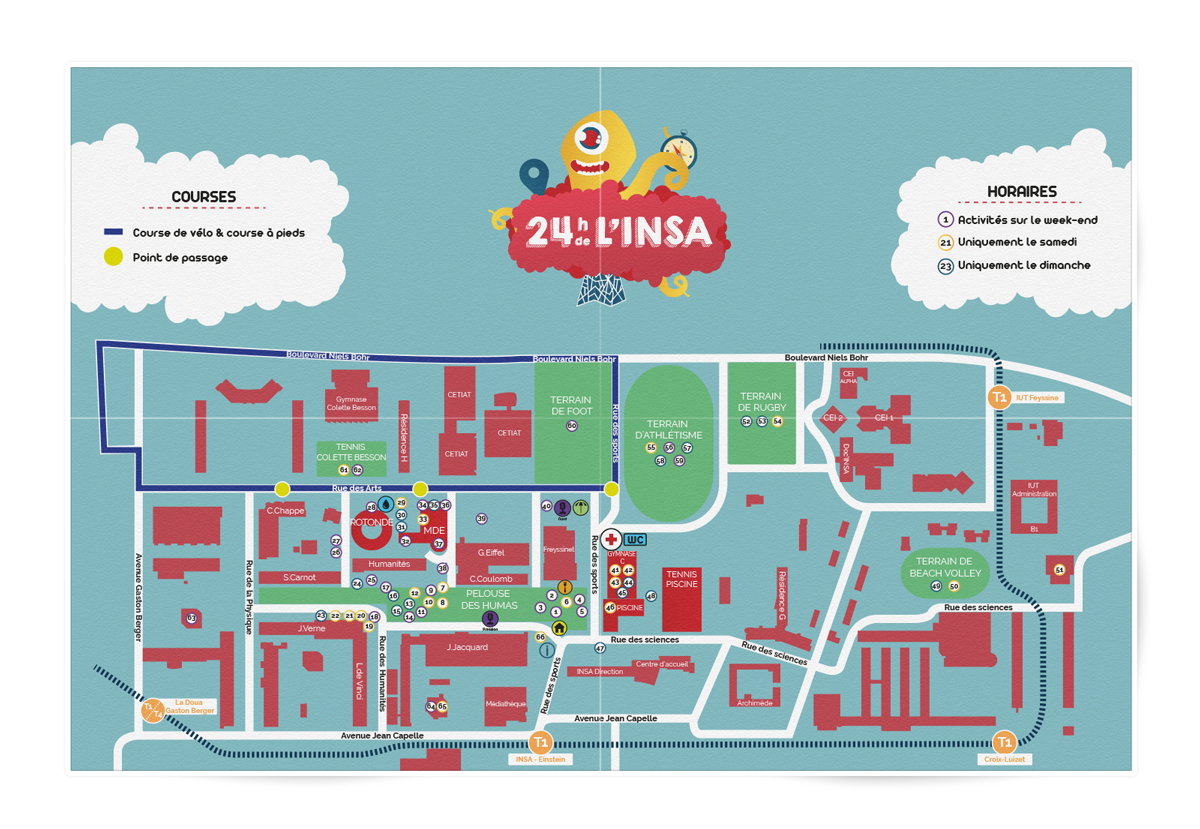 24h de L'INSA
COURSES
Course de vélo & course à pieds
Point de passage
HORAIRES
1 Activités sur le week-end
21 Uniquement le samedi
23 Uniquement le dimanche
Boulevard Niels Bohr
Boulevard Niels Bohr
Boulevard Niels Bohr
Gymnase
Colette Besson
TENNIS
COLETTE BESSON
61 62
Résidence H
CETIAT
CETIAT
CETIAT
TERRAIN
DE FOOT
60
Rue des sports
TERRAIN
D'ATHLÉTISME
55 56 57
58 59
TERRAIN
DE RUGBY
52 53 54
CEI
ALPHA
CEI 2
CEI 1
Doc'INSA
T1 IUT Feyssine
IUT
Administration
B1
Rue des Arts
C.Chappe
27
26
S.Carnot
28
29
30
31
32
ROTONDE
34 35 36
33
MDE
37
38
39
Humanités
G.Eiffel
C.Coulomb
40
Freyssinet
Rue des sports
WC
GYMNASE
C
41 42
43 44
45
46 PISCINE
48
TENNIS
PISCINE
Résidence G
TERRAIN DE
BEACH VOLLEY
49 50
51
Rue des sciences
Avenue Gaston Berger
Rue de la Physique
63
24 25
17
16
15
14
13
12
11
10
9
8
7
PELOUSE
DES HUMAS
2
3
1
6
4
5
23 22 21 20 18
19
J.Verne
L.de Vinci
Rue des Humanités
J.Jacquard
64 65
Médiathèque
66
47
Rue des sports
Rue des sciences
Rue des sciences
INSA Direction
Centre d'accueil
Archimède
Avenue Jean Capelle
Avenue Jean Capelle
T1/T4
La Doua
Gaston Berger
T1
INSA - Einstein
T1
Croix-Luizet